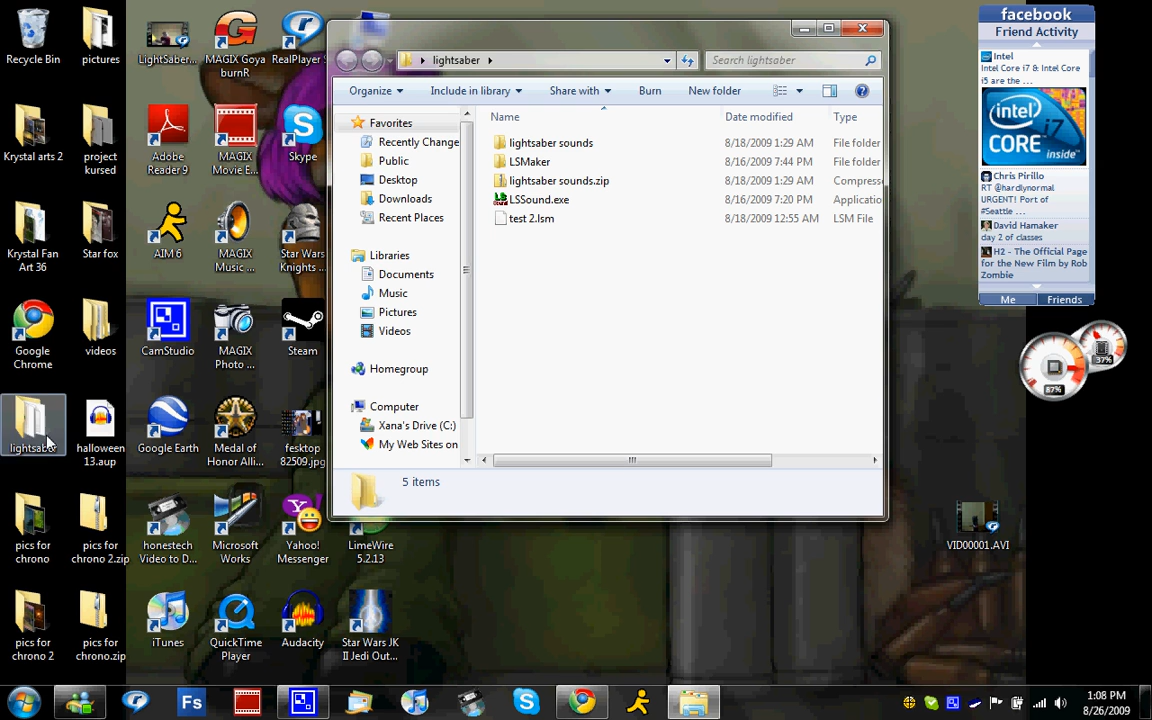 Recycle Bin
pictures
LightSaber...
MAGIX Goya burnR
RealPlayer
Krystal arts 2
project kursed
Adobe Reader 9
MAGIX Movie E...
Skype
Krystal Fan Art 36
Star fox
AIM 6
MAGIX Music ...
Star Wars Knights ...
Google Chrome
videos
CamStudio
MAGIX Photo ...
Steam
lightsaber
halloween 13.aup
Google Earth
Medal of Honor Alli...
fesktop 82509.jpg
pics for chrono
pics for chrono 2.zip
honestech Video to D...
Microsoft Works
Yahoo! Messenger
LimeWire 5.2.13
pics for chrono 2
pics for chrono.zip
iTunes
QuickTime Player
Audacity
Star Wars JK II Jedi Out...
lightsaber
Search lightsaber
Organize
Include in library
Share with
Burn
New folder
Favorites
Recently Change
Public
Desktop
Downloads
Recent Places
Libraries
Documents
Music
Pictures
Videos
Homegroup
Computer
Xana's Drive (C:)
My Web Sites on
Name
Date modified
Type
lightsaber sounds
8/18/2009 1:29 AM
File folder
LSMaker
8/16/2009 7:44 PM
File folder
lightsaber sounds.zip
8/18/2009 1:29 AM
Compress
LSSound.exe
8/16/2009 7:20 PM
Applicatio
test 2.lsm
8/18/2009 12:55 AM
LSM File
5 items
facebook
Friend Activity
Intel
Intel Core i7 & Intel Core
i5 are the ...
intel
CORE i7
inside
Chris Pirillo
RT @hardlynormal
URGENT! Port of
#Seattle ...
David Hamaker
day 2 of classes
H2 - The Official Page
for the New Film by Rob
Zombie
Me
Friends
37%
87%
VID00001.AVI
Fs
1:08 PM
8/26/2009